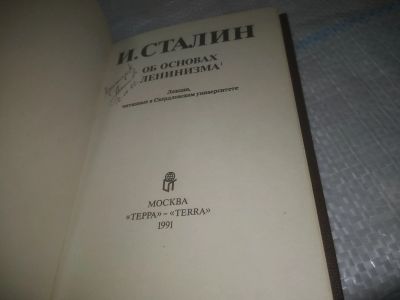 И. СТАЛИН
ОБ ОСНОВАХ
ЛЕНИНИЗМА
Лекции,
читанные в Свердловском университете
МОСКВА
«ТЕРРА» – «TERRA»
1991